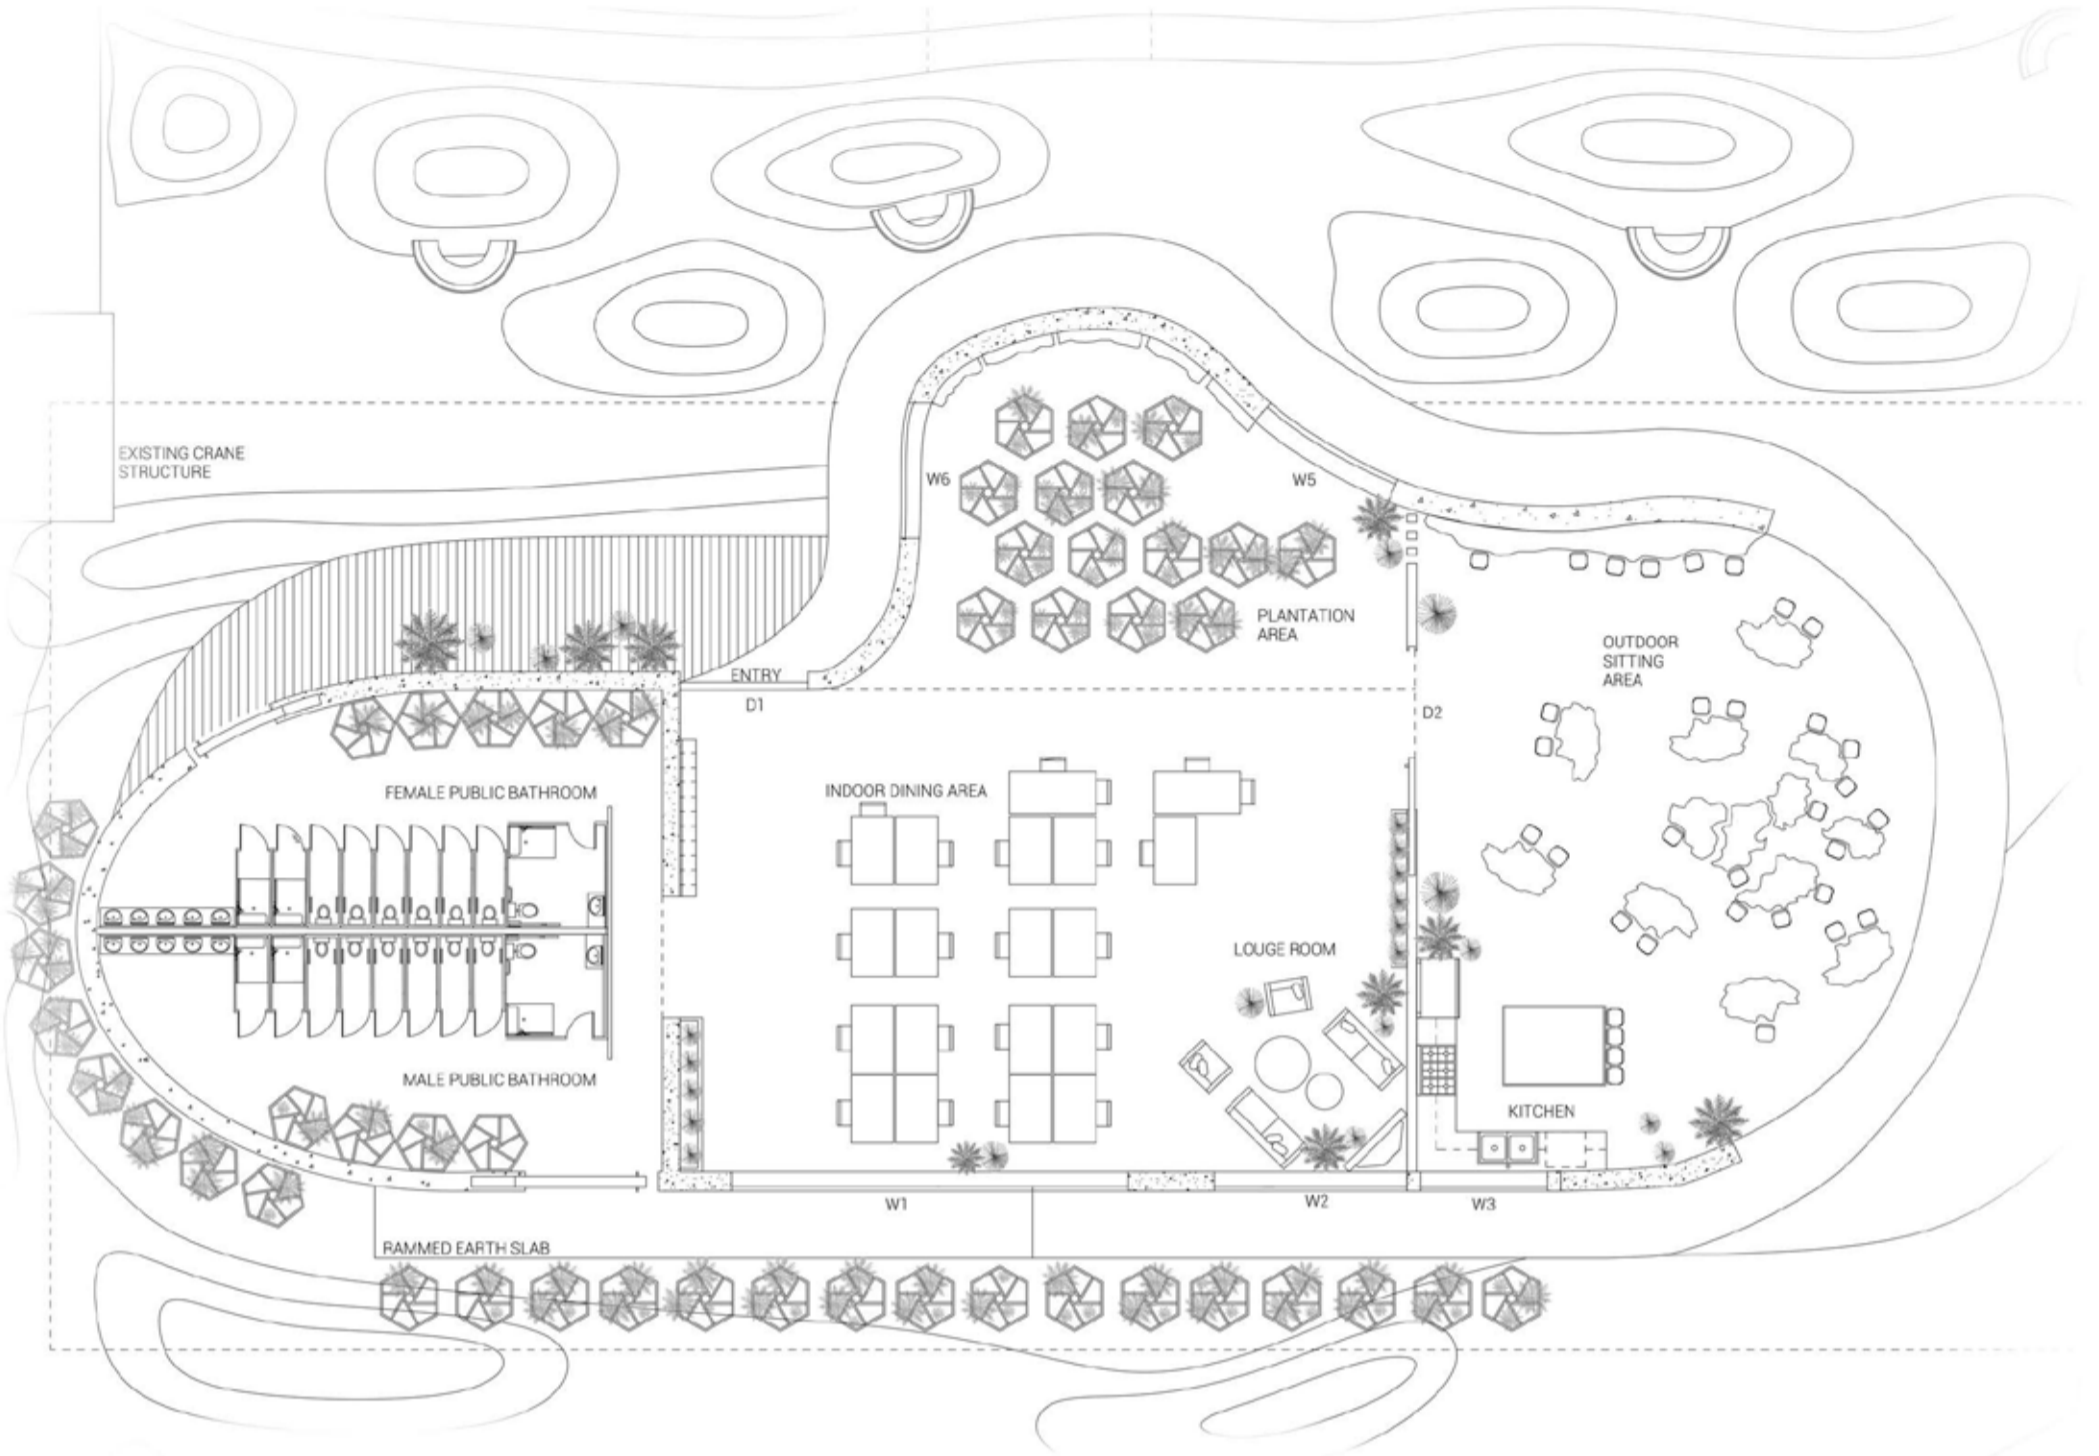 EXISTING CRANE
STRUCTURE
W6
W5
PLANTATION
AREA
OUTDOOR
SITTING
AREA
ENTRY
D1
D2
FEMALE PUBLIC BATHROOM
INDOOR DINING AREA
LOUGE ROOM
MALE PUBLIC BATHROOM
KITCHEN
W1
W2
W3
RAMMED EARTH SLAB